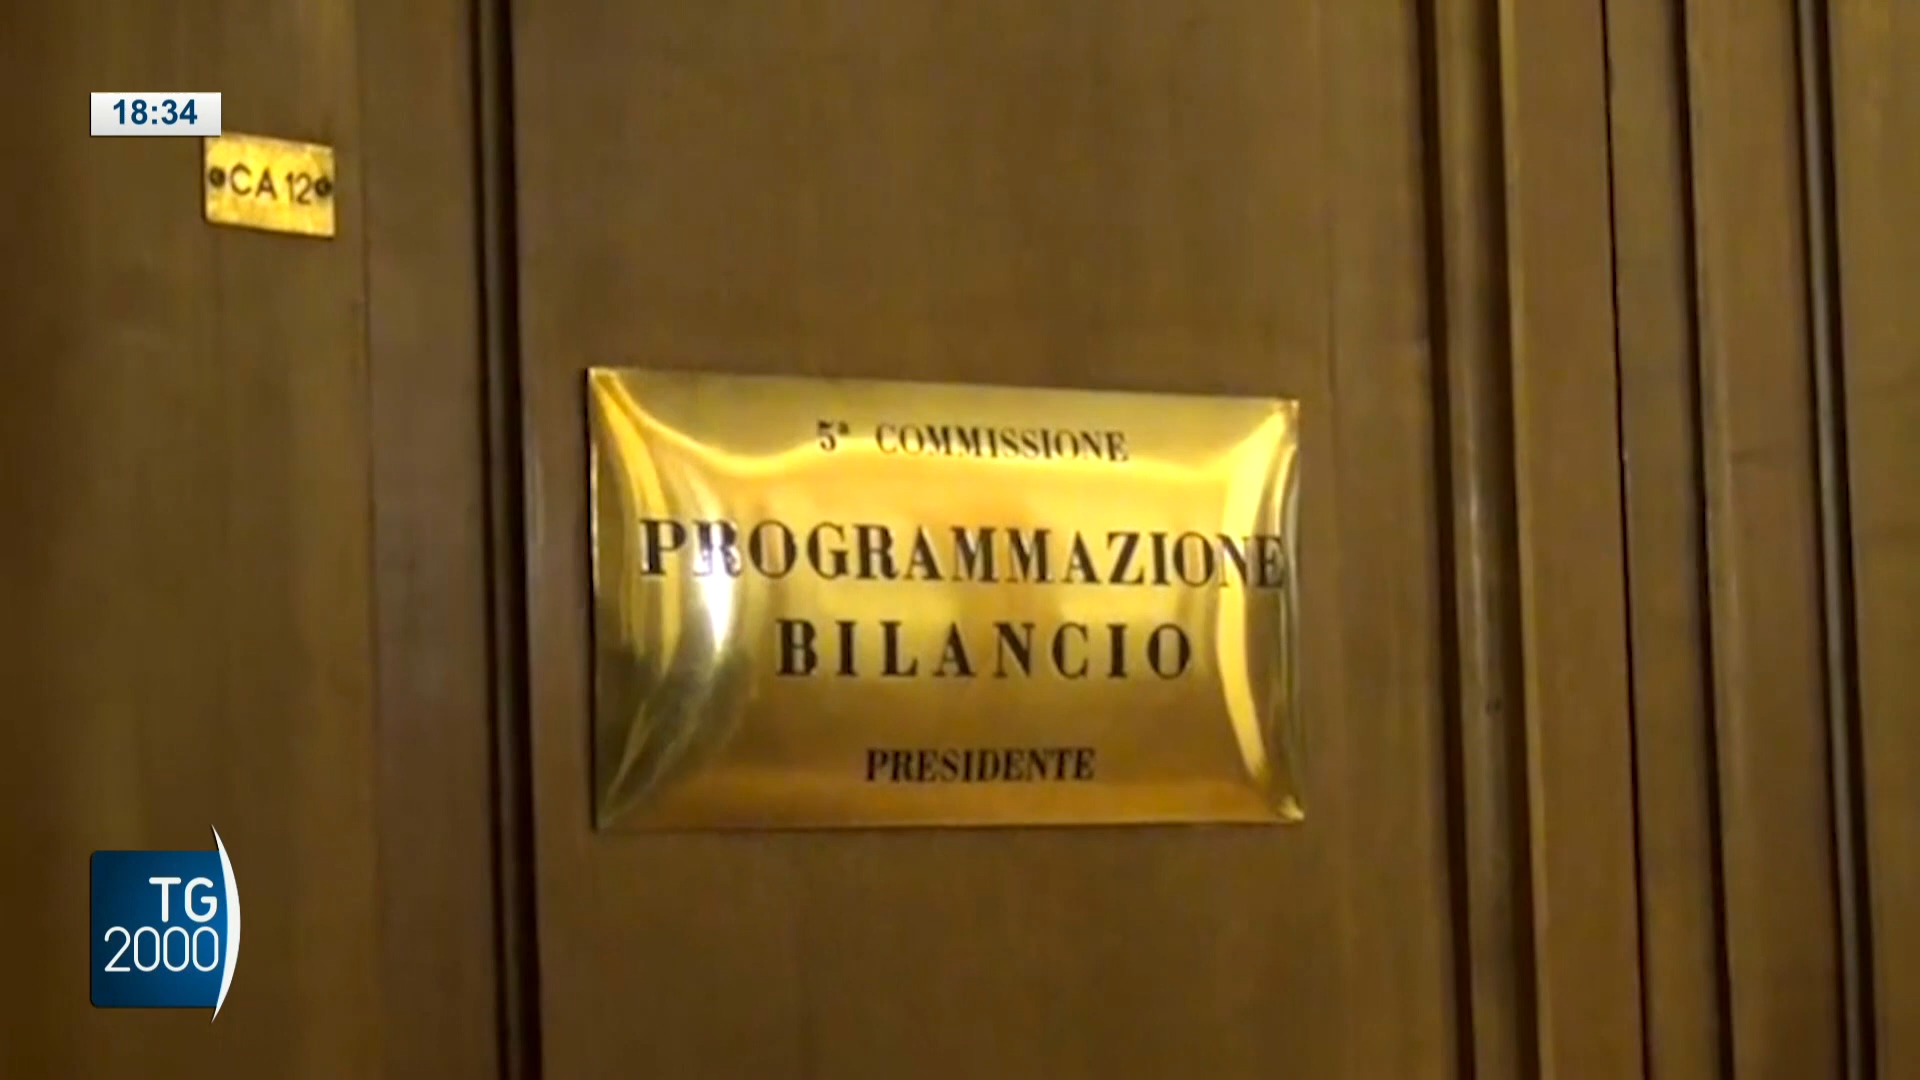 18:34
CA 12
5ª COMMISSIONE
PROGRAMMAZIONE
BILANCIO
PRESIDENTE
TG
2000